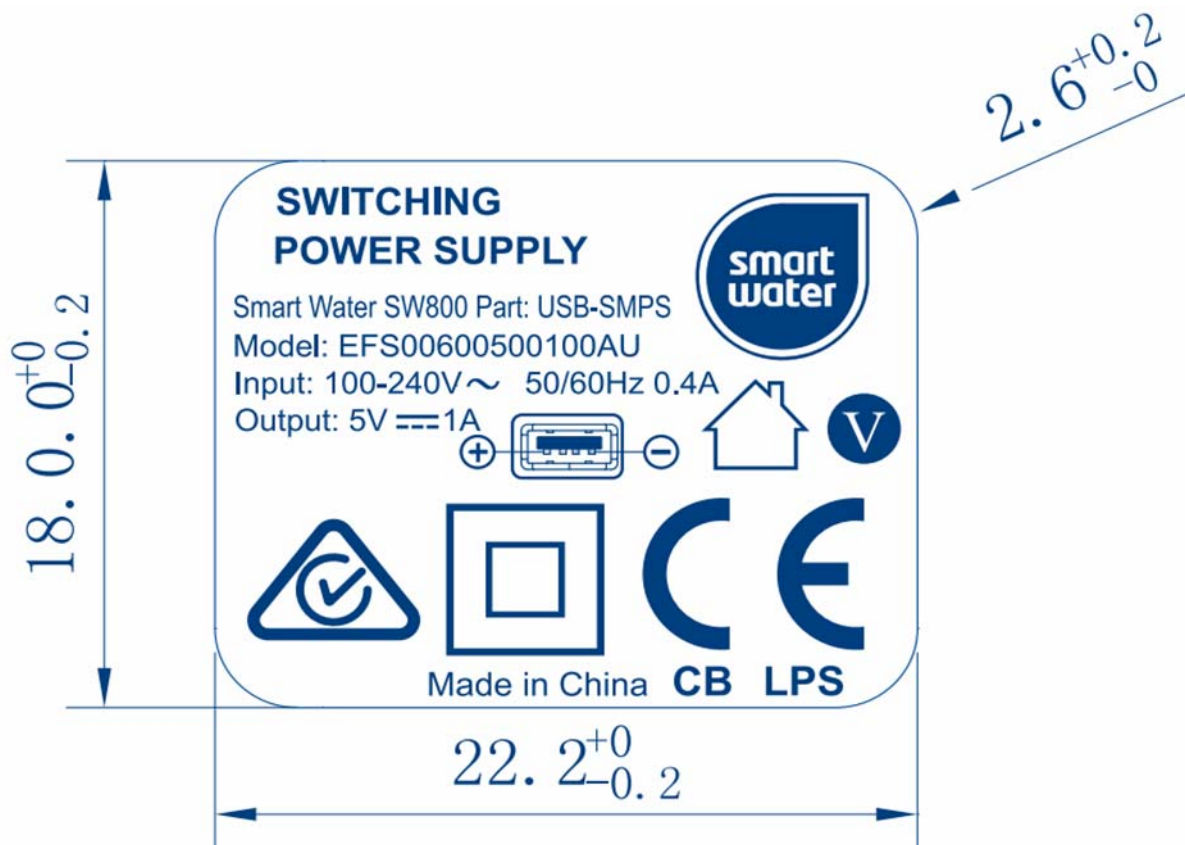 2.6+0.2 -0
SWITCHING
POWER SUPPLY
smart
water
Smart Water SW800 Part: USB-SMPS
Model: EFS00600500100AU
Input: 100-240V～ 50/60Hz 0.4A
Output: 5V ⎓ 1A
+ −
V
18.0.0+0 -0.2
CE
Made in China CB LPS
22.2+0 -0.2